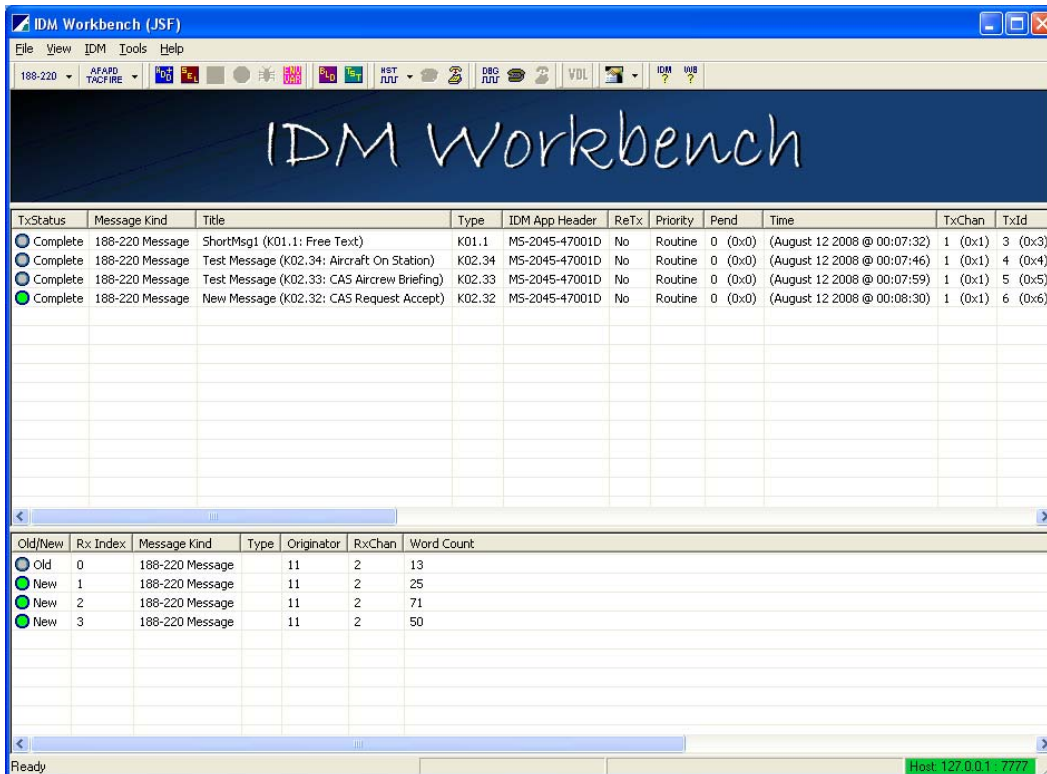 IDM Workbench (JSF)
File View IDM Tools Help
188-220 AFAPD TACFIRE SEL ENV VAR BLD TST HST DBG VDL IDM ? WB ?
IDM Workbench
TxStatus Message Kind Title Type IDM App Header ReTx Priority Pend Time TxChan TxId
Complete 188-220 Message ShortMsg1 (K01.1: Free Text) K01.1 MS-2045-47001D No Routine 0 (0x0) (August 12 2008 @ 00:07:32) 1 (0x1) 3 (0x3)
Complete 188-220 Message Test Message (K02.34: Aircraft On Station) K02.34 MS-2045-47001D No Routine 0 (0x0) (August 12 2008 @ 00:07:46) 1 (0x1) 4 (0x4)
Complete 188-220 Message Test Message (K02.33: CAS Aircrew Briefing) K02.33 MS-2045-47001D No Routine 0 (0x0) (August 12 2008 @ 00:07:59) 1 (0x1) 5 (0x5)
Complete 188-220 Message New Message (K02.32: CAS Request Accept) K02.32 MS-2045-47001D No Routine 0 (0x0) (August 12 2008 @ 00:08:30) 1 (0x1) 6 (0x6)
Old/New Rx Index Message Kind Type Originator RxChan Word Count
Old 0 188-220 Message 11 2 13
New 1 188-220 Message 11 2 25
New 2 188-220 Message 11 2 71
New 3 188-220 Message 11 2 50
Ready Host: 127.0.0.1 : 7777